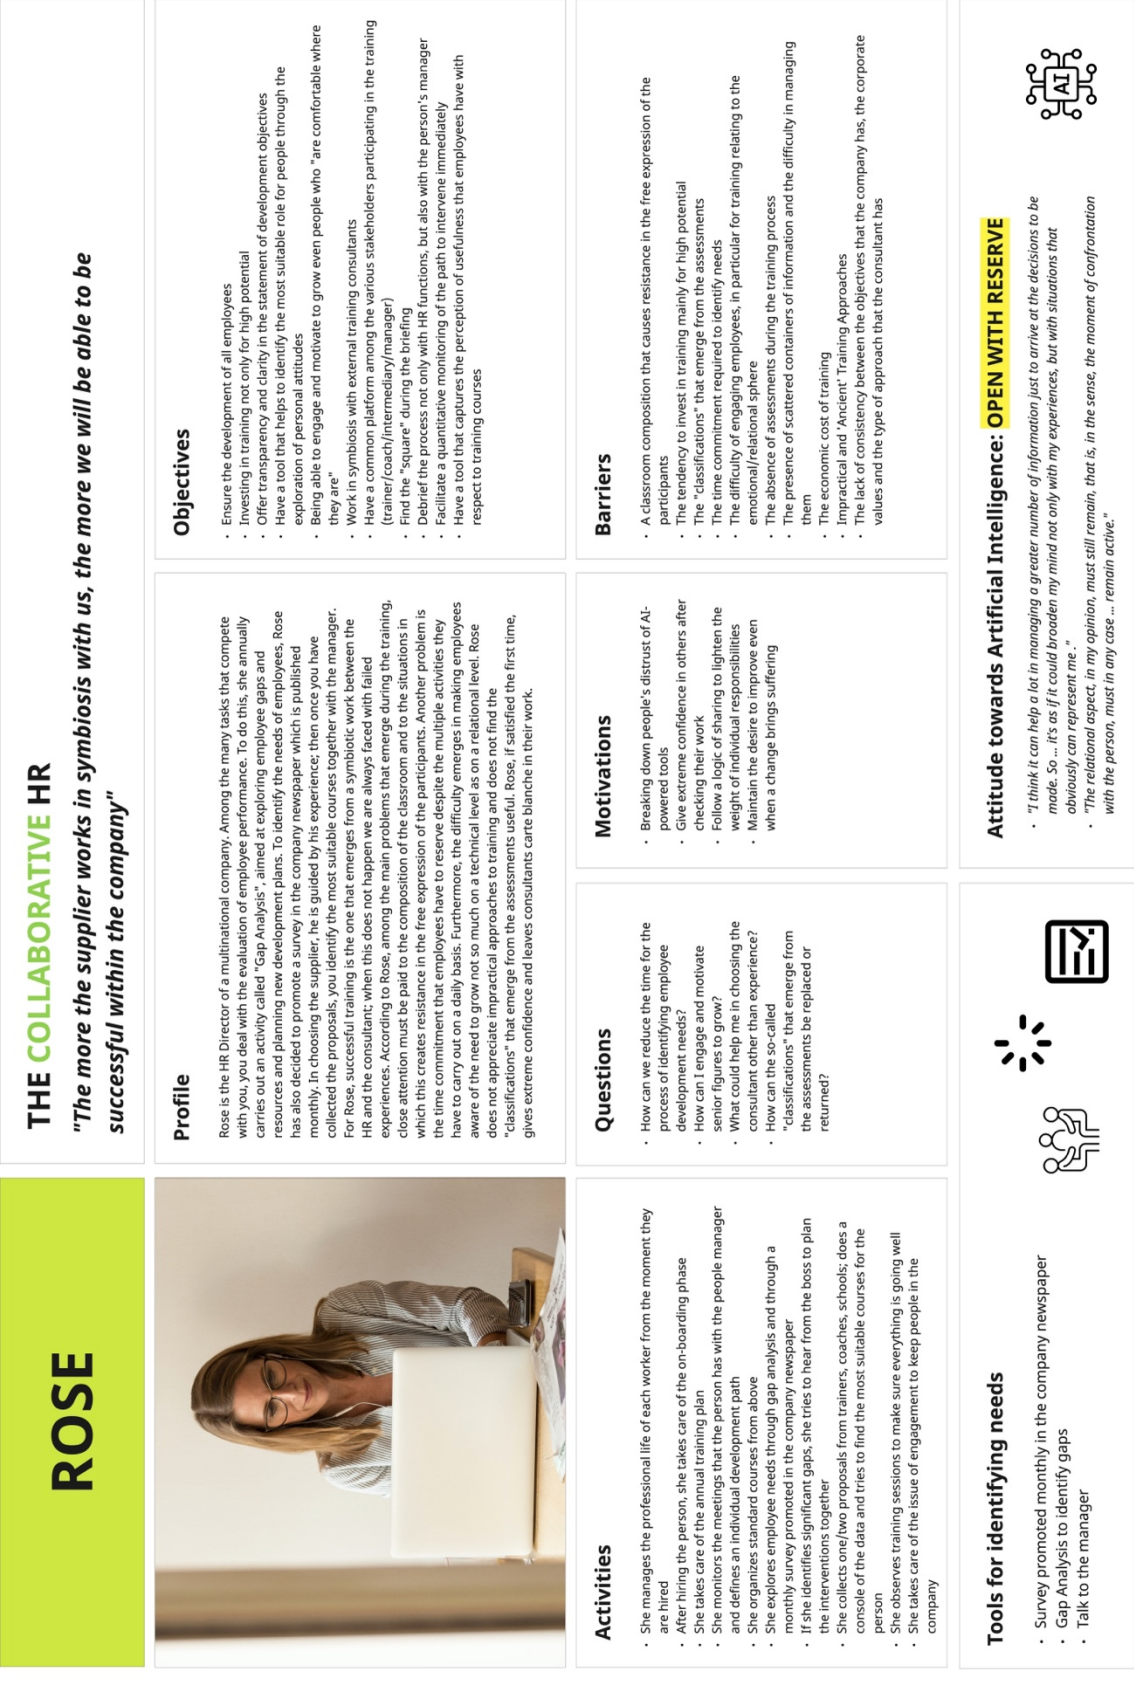 ROSE
THE COLLABORATIVE HR
"The more the supplier works in symbiosis with us, the more we will be able to be
successful within the company"
Profile
Rose is the HR Director of a multinational company. Among the many tasks that compete
with you, you deal with the evaluation of employee performance. To do this, she annually
carries out an activity called "Gap Analysis", aimed at exploring employee gaps and
resources and planning new development plans. To identify the needs of employees, Rose
has also decided to promote a survey in the company newspaper which is published
monthly. In choosing the supplier, he is guided by his experience; then once you have
collected the proposals, you identify the most suitable courses together with the manager.
For Rose, successful training is the one that emerges from a symbiotic work between the
HR and the consultant; when this does not happen we are always faced with failed
experiences. According to Rose, among the main problems that emerge during the training,
close attention must be paid to the composition of the classroom and to the situations in
which this creates resistance in the free expression of the participants. Another problem is
the time commitment that employees have to reserve despite the multiple activities they
have to carry out on a daily basis. Furthermore, the difficulty emerges in making employees
aware of the need to grow not so much on a technical level as on a relational level. Rose
does not appreciate impractical approaches to training and does not find the
"classifications" that emerge from the assessments useful. Rose, if satisfied the first time,
gives extreme confidence and leaves consultants carte blanche in their work.
Objectives
· Ensure the development of all employees
· Investing in training not only for high potential
· Offer transparency and clarity in the statement of development objectives
· Have a tool that helps to identify the most suitable role for people through the
exploration of personal attitudes
· Being able to engage and motivate to grow even people who "are comfortable where
they are"
· Work in symbiosis with external training consultants
· Have a common platform among the various stakeholders participating in the training
(trainer/coach/intermediary/manager)
· Find the "square" during the briefing
· Debrief the process not only with HR functions, but also with the person's manager
· Facilitate a quantitative monitoring of the path to intervene immediately
· Have a tool that captures the perception of usefulness that employees have with
respect to training courses
Activities
· She manages the professional life of each worker from the moment they
are hired
· After hiring the person, she takes care of the on-boarding phase
· She takes care of the annual training plan
· She monitors the meetings that the person has with the people manager
and defines an individual development path
· She organizes standard courses from above
· She explores employee needs through gap analysis and through a
monthly survey promoted in the company newspaper
· If she identifies significant gaps, she tries to hear from the boss to plan
the interventions together
· She collects one/two proposals from trainers, coaches, schools; does a
console of the data and tries to find the most suitable courses for the
person
· She observes training sessions to make sure everything is going well
· She takes care of the issue of engagement to keep people in the
company
Questions
· How can we reduce the time for the
process of identifying employee
development needs?
· How can I engage and motivate
senior figures to grow?
· What could help me in choosing the
consultant other than experience?
· How can the so-called
"classifications" that emerge from
the assessments be replaced or
returned?
Motivations
· Breaking down people's distrust of AI-
powered tools
· Give extreme confidence in others after
checking their work
· Follow a logic of sharing to lighten the
weight of individual responsibilities
· Maintain the desire to improve even
when a change brings suffering
Barriers
· A classroom composition that causes resistance in the free expression of the
participants
· The tendency to invest in training mainly for high potential
· The "classifications" that emerge from the assessments
· The time commitment required to identify needs
· The difficulty of engaging employees, in particular for training relating to the
emotional/relational sphere
· The absence of assessments during the training process
· The presence of scattered containers of information and the difficulty in managing
them
· The economic cost of training
· Impractical and 'Ancient' Training Approaches
· The lack of consistency between the objectives that the company has, the corporate
values and the type of approach that the consultant has
Tools for identifying needs
· Survey promoted monthly in the company newspaper
· Gap Analysis to identify gaps
· Talk to the manager
Attitude towards Artificial Intelligence: OPEN WITH RESERVE
· "I think it can help a lot in managing a greater number of information just to arrive at the decisions to be
made. So ... it's as if it could broaden my mind not only with my experiences, but with situations that
obviously can represent me ."
· "The relational aspect, in my opinion, must still remain, that is, in the sense, the moment of confrontation
with the person, must in any case ... remain active."
AI